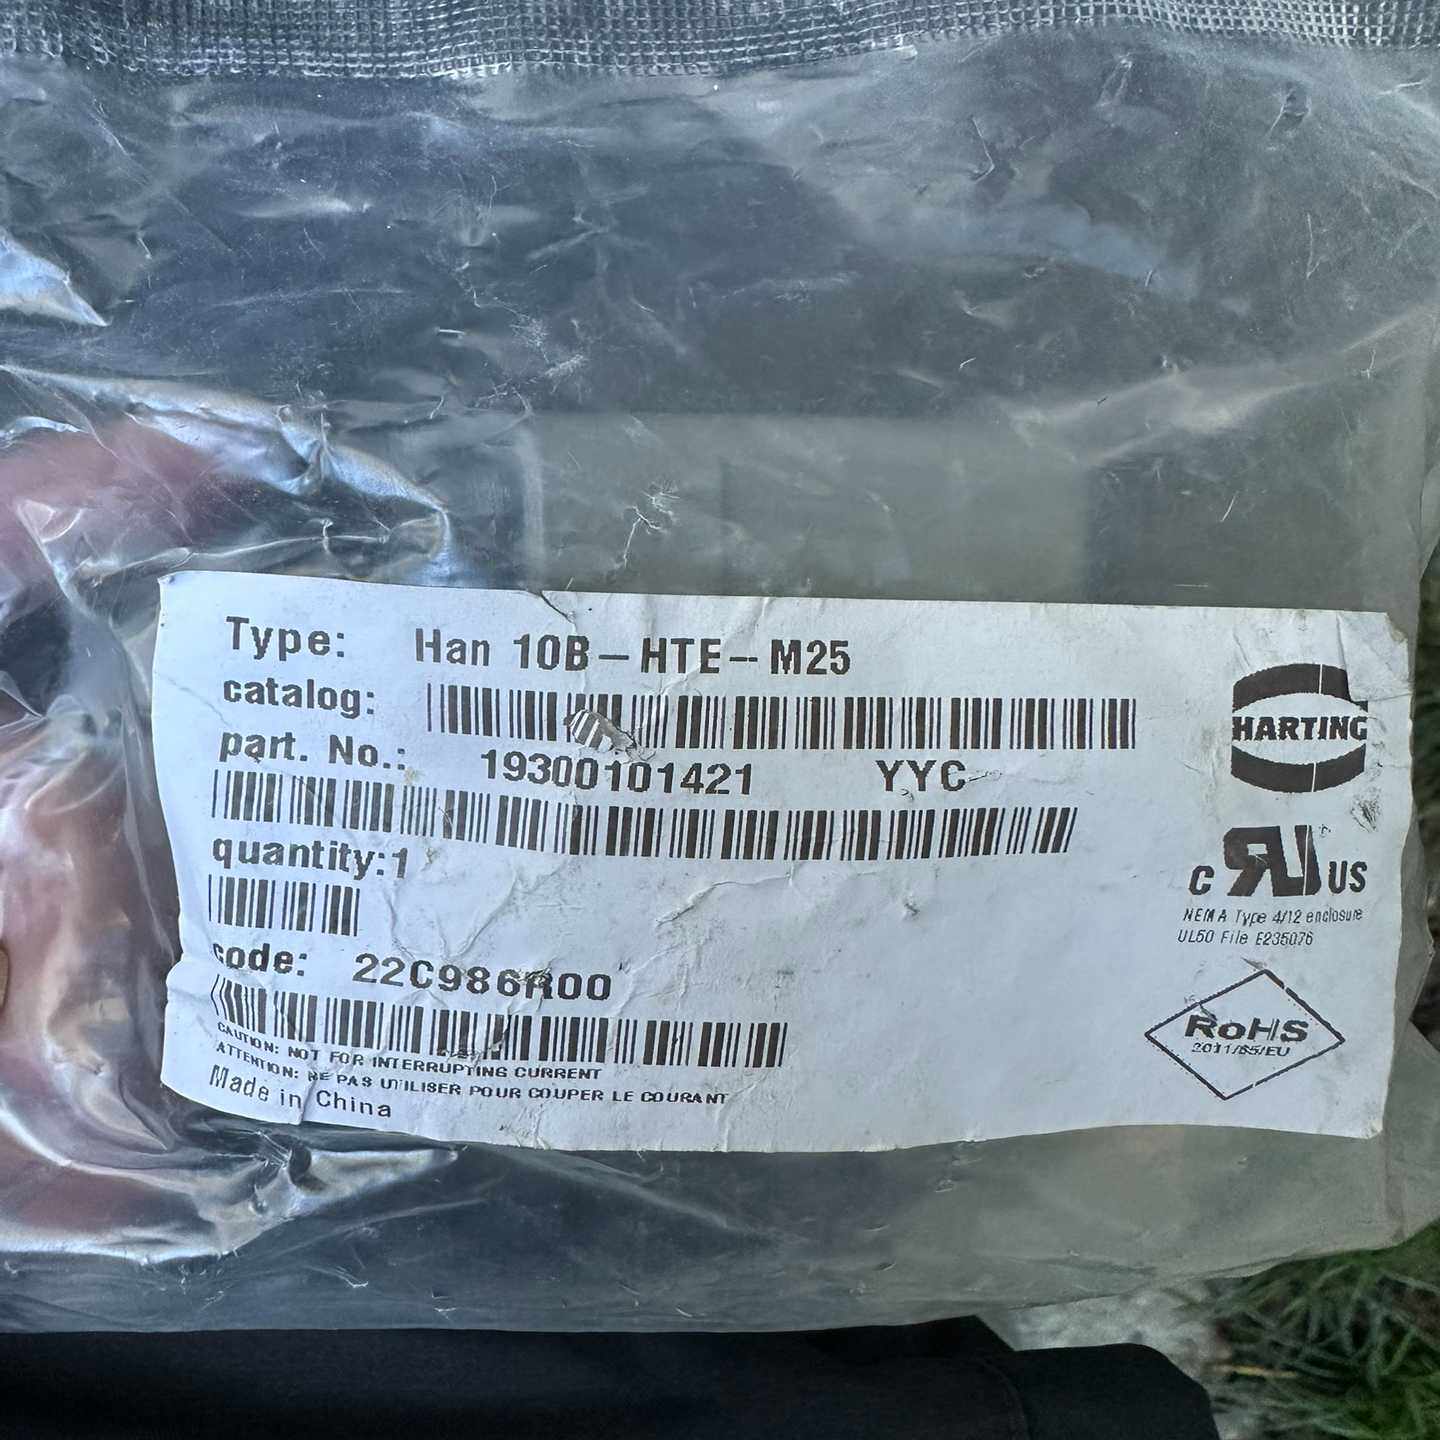 Type: Han 10B-HTE-M25
catalog:
part. No.: 19300101421 YYC
quantity:1
code: 22C986R00
CAUTION: NOT FOR INTERRUPTING CURRENT
ATTENTION: NE PAS UTILISER POUR COUPER LE COURANT
Made in China
HARTING
c RU US
NEMA Type 4/12 enclosure
UL50 File E235076
RoHS
2011/65/EU